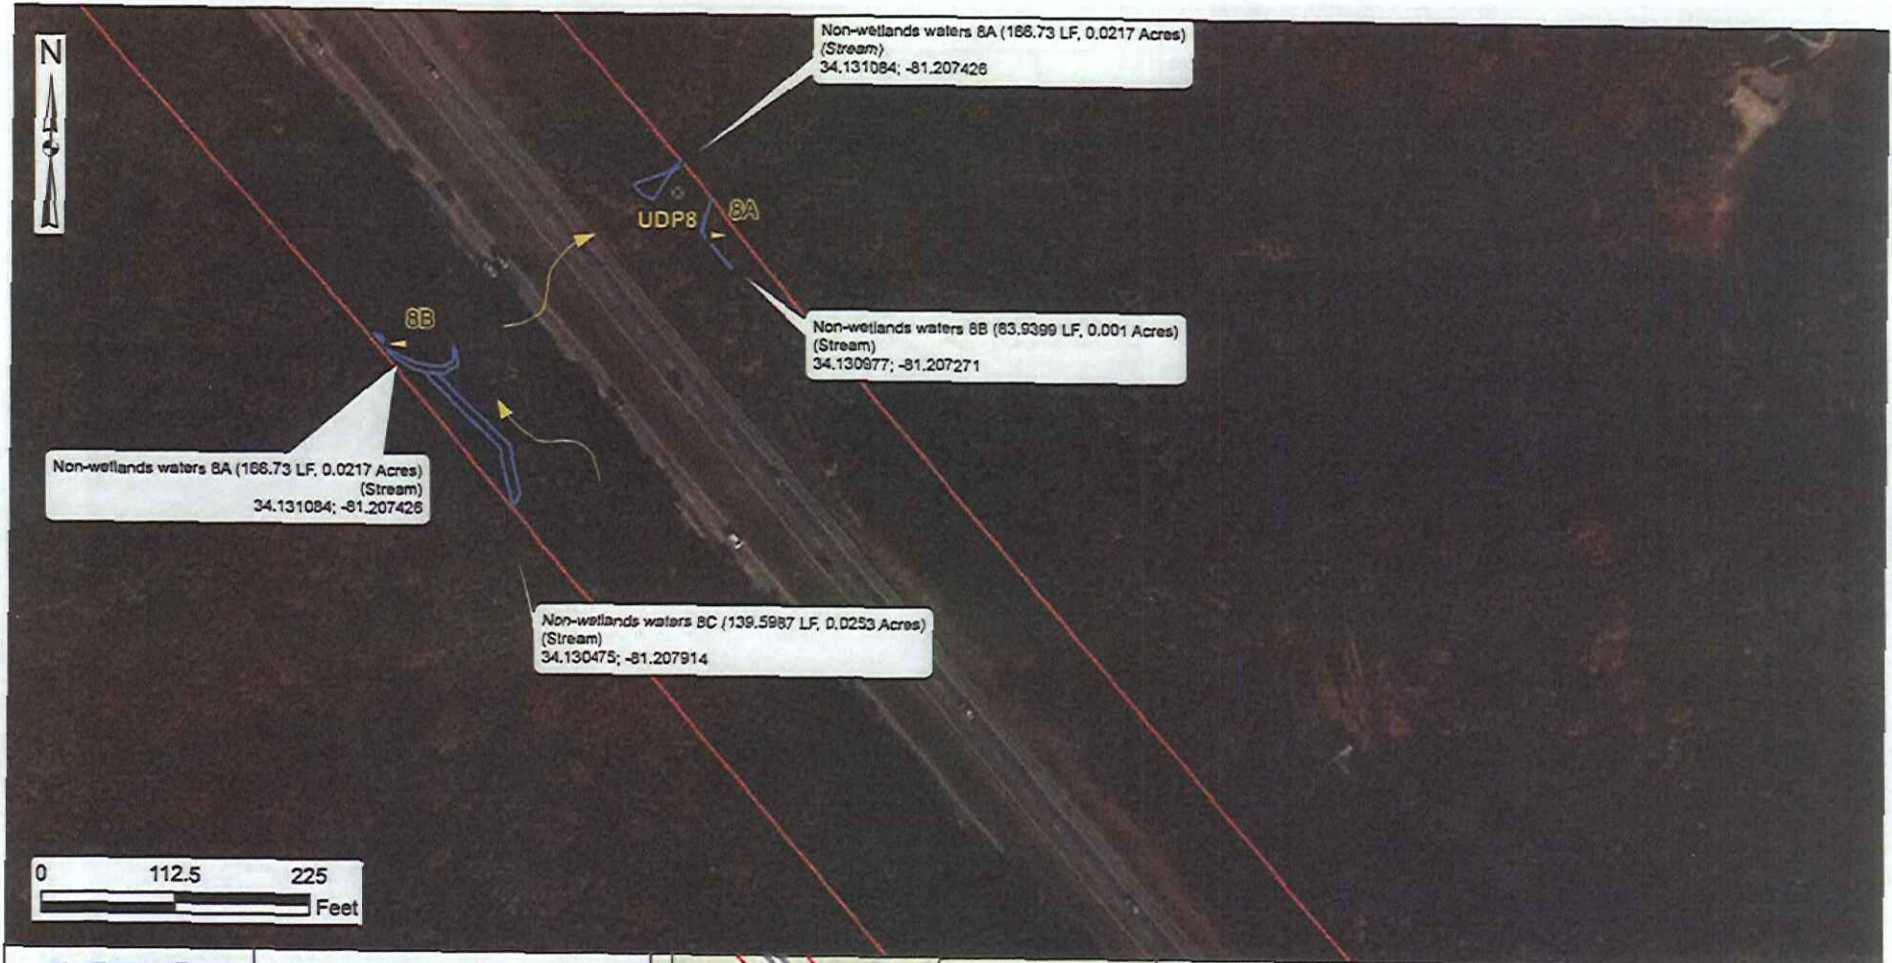 N
Non-wetlands waters 8A (166.73 LF, 0.0217 Acres)
(Stream)
34.131084; -81.207426
UDP8
8A
8B
Non-wetlands waters 8B (83.9399 LF, 0.001 Acres)
(Stream)
34.130977; -81.207271
Non-wetlands waters 8A (166.73 LF, 0.0217 Acres)
(Stream)
34.131084; -81.207426
Non-wetlands waters 8C (139.5987 LF, 0.0253 Acres)
(Stream)
34.130475; -81.207914
0 112.5 225
Feet